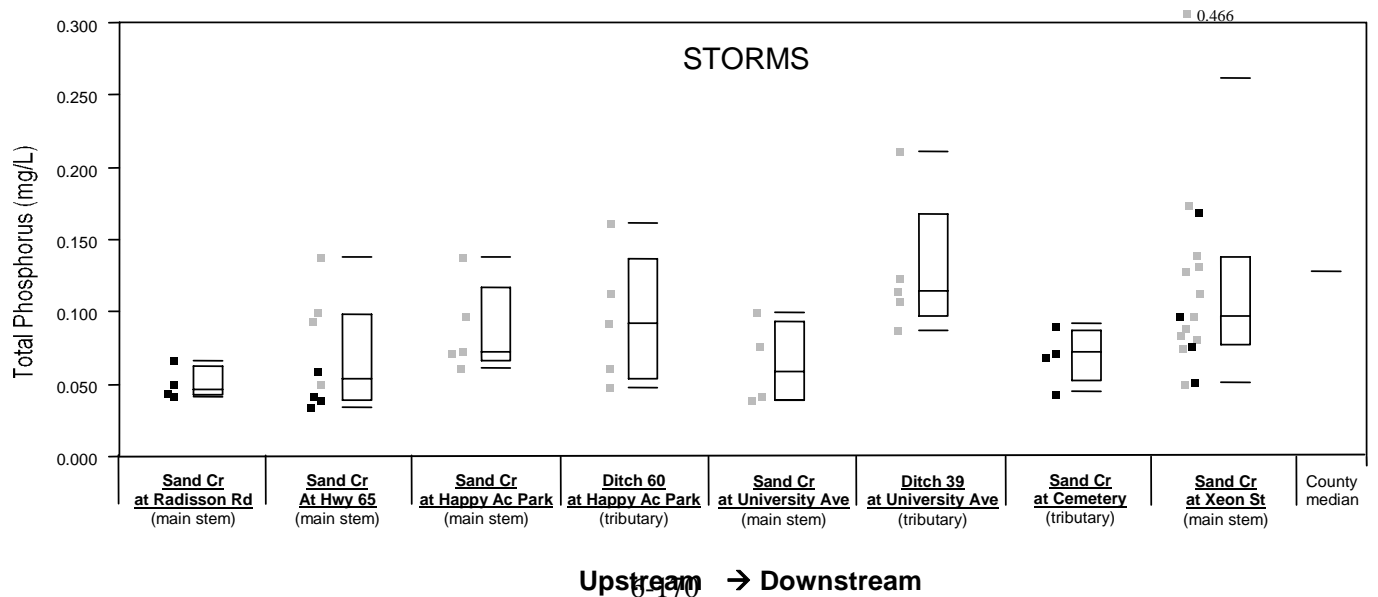 0.466
0.300
STORMS
0.250
0.200
0.150
0.100
0.050
0.000
Total Phosphorus (mg/L)
Sand Cr
at Radisson Rd
(main stem)
Sand Cr
At Hwy 65
(main stem)
Sand Cr
at Happy Ac Park
(main stem)
Ditch 60
at Happy Ac Park
(tributary)
Sand Cr
at University Ave
(main stem)
Ditch 39
at University Ave
(tributary)
Sand Cr
at Cemetery
(tributary)
Sand Cr
at Xeon St
(main stem)
County
median
Upstream → Downstream
6-170